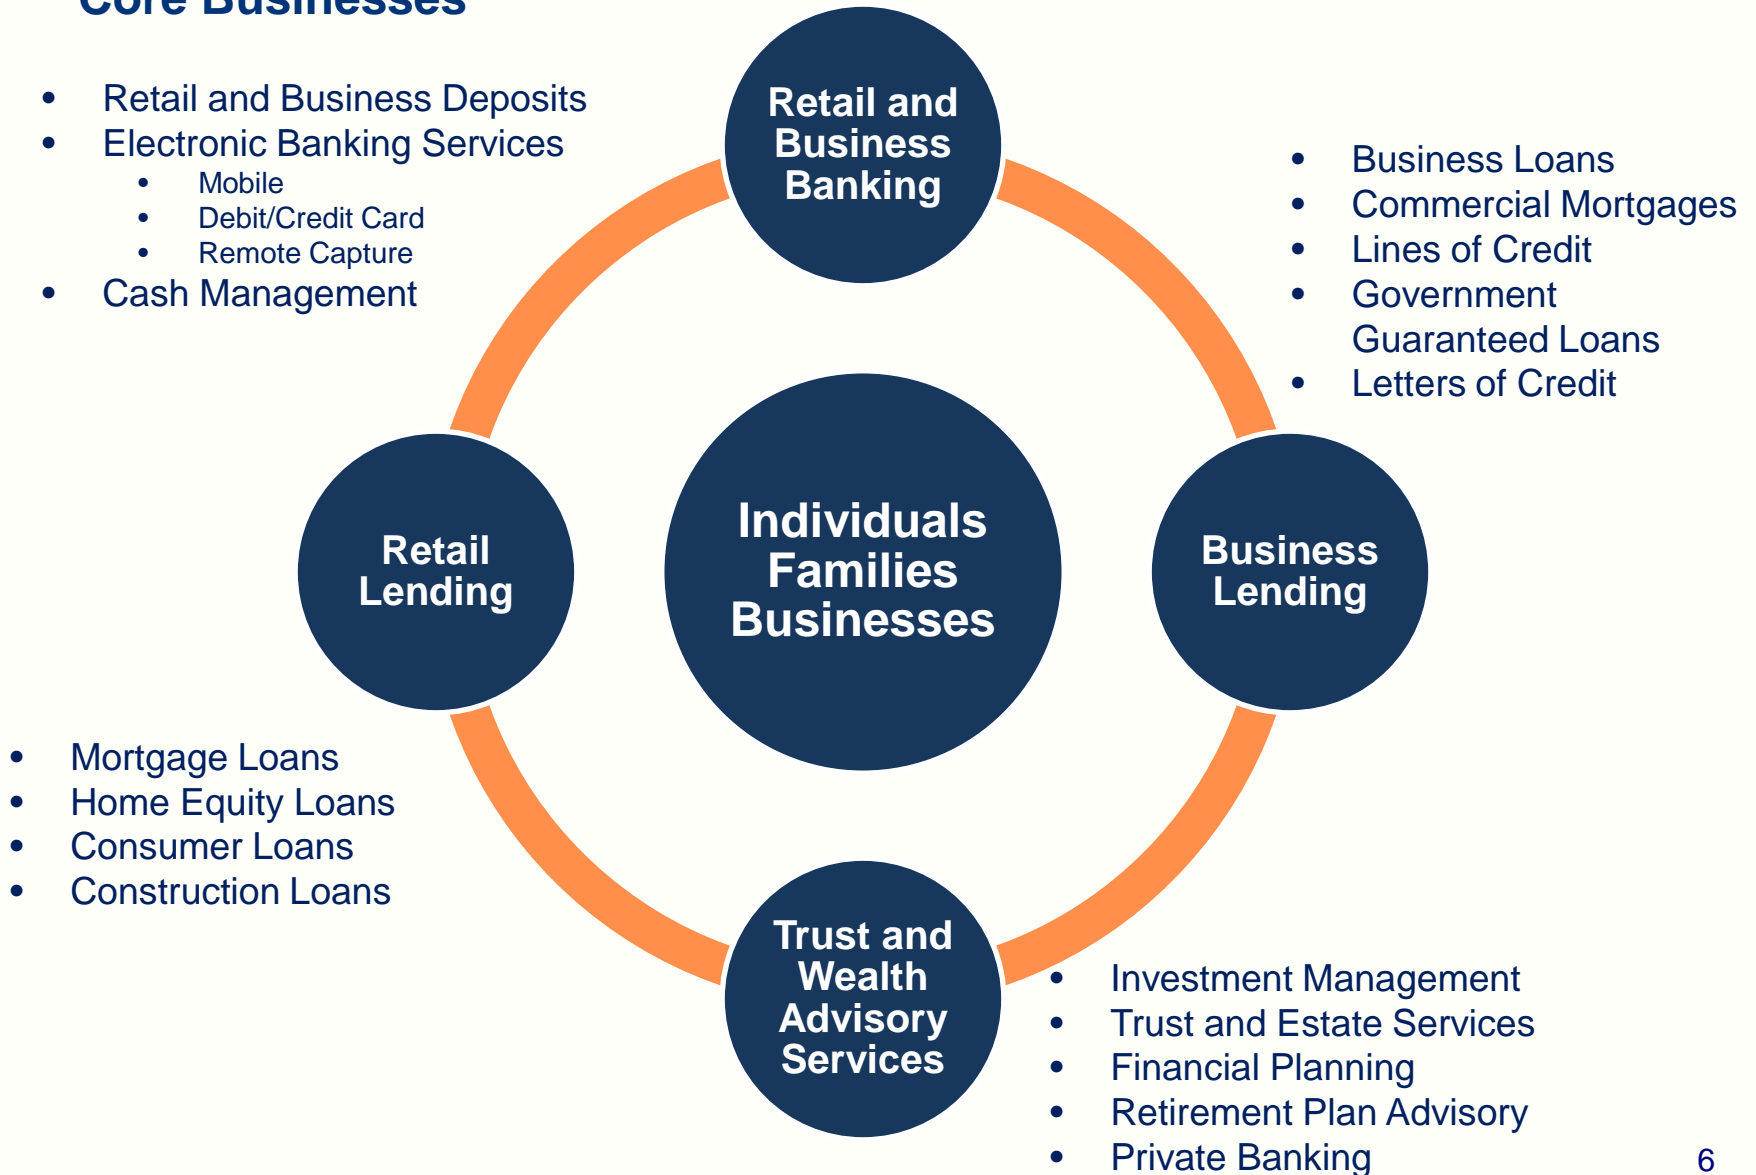 Core Businesses
• Retail and Business Deposits
• Electronic Banking Services
• Mobile
• Debit/Credit Card
• Remote Capture
• Cash Management
Retail and
Business
Banking
• Business Loans
• Commercial Mortgages
• Lines of Credit
• Government
Guaranteed Loans
• Letters of Credit
Retail
Lending
Individuals
Families
Businesses
Business
Lending
• Mortgage Loans
• Home Equity Loans
• Consumer Loans
• Construction Loans
Trust and
Wealth
Advisory
Services
• Investment Management
• Trust and Estate Services
• Financial Planning
• Retirement Plan Advisory
• Private Banking
6